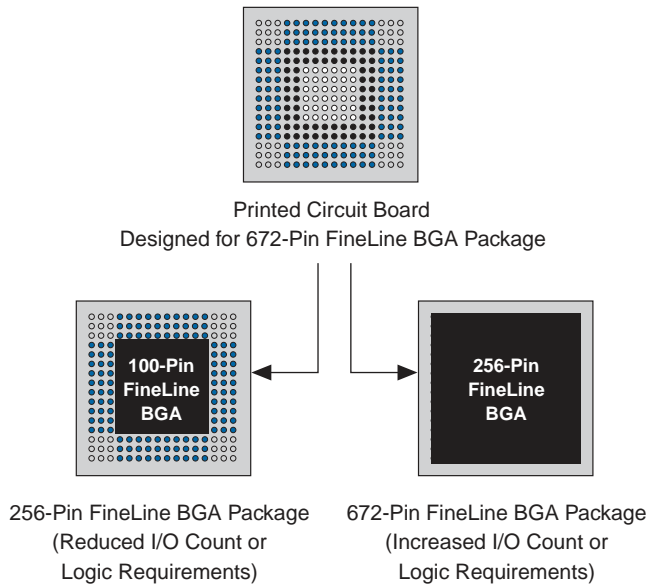 Printed Circuit Board
Designed for 672-Pin FineLine BGA Package
100-Pin
FineLine
BGA
256-Pin
FineLine
BGA
256-Pin FineLine BGA Package
(Reduced I/O Count or
Logic Requirements)
672-Pin FineLine BGA Package
(Increased I/O Count or
Logic Requirements)